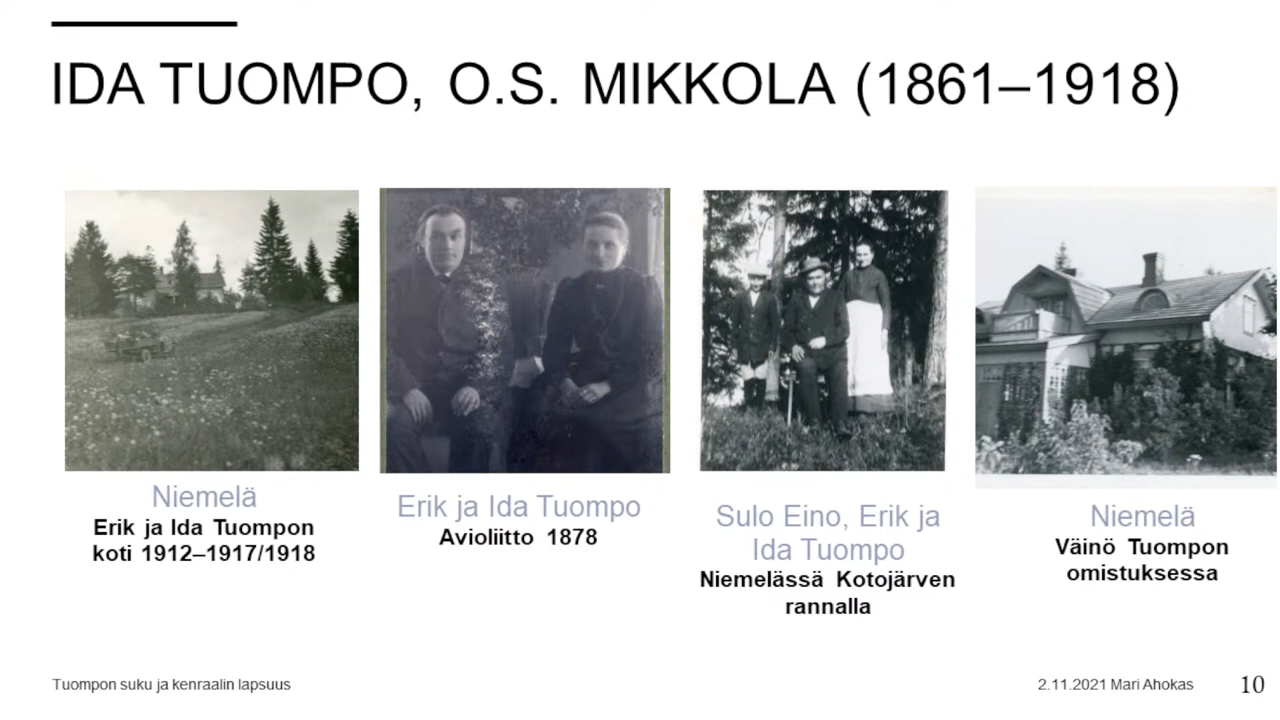 IDA TUOMPO, O.S. MIKKOLA (1861–1918)
Niemelä
Erik ja Ida Tuompon
koti 1912–1917/1918
Erik ja Ida Tuompo
Avioliitto 1878
Sulo Eino, Erik ja
Ida Tuompo
Niemelässä Kotojärven
rannalla
Niemelä
Väinö Tuompon
omistuksessa
Tuompon suku ja kenraalin lapsuus
2.11.2021 Mari Ahokas
10